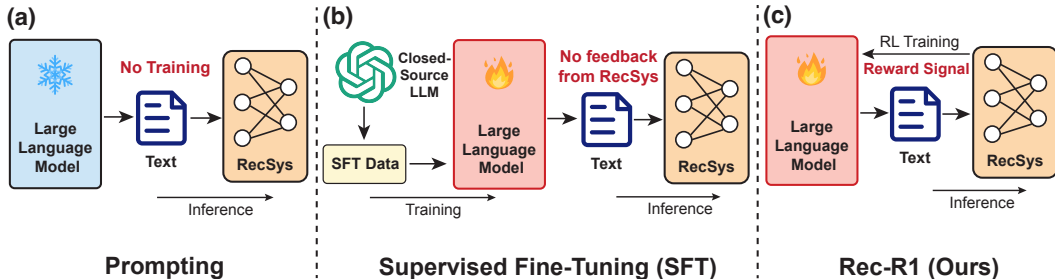 (a)
Large
Language
Model
No Training
Text
RecSys
Inference
Prompting
(b)
Closed-
Source
LLM
SFT Data
Training
Large
Language
Model
No feedback
from RecSys
Text
RecSys
Inference
Supervised Fine-Tuning (SFT)
(c)
Large
Language
Model
RL Training
Reward Signal
Text
RecSys
Inference
Rec-R1 (Ours)